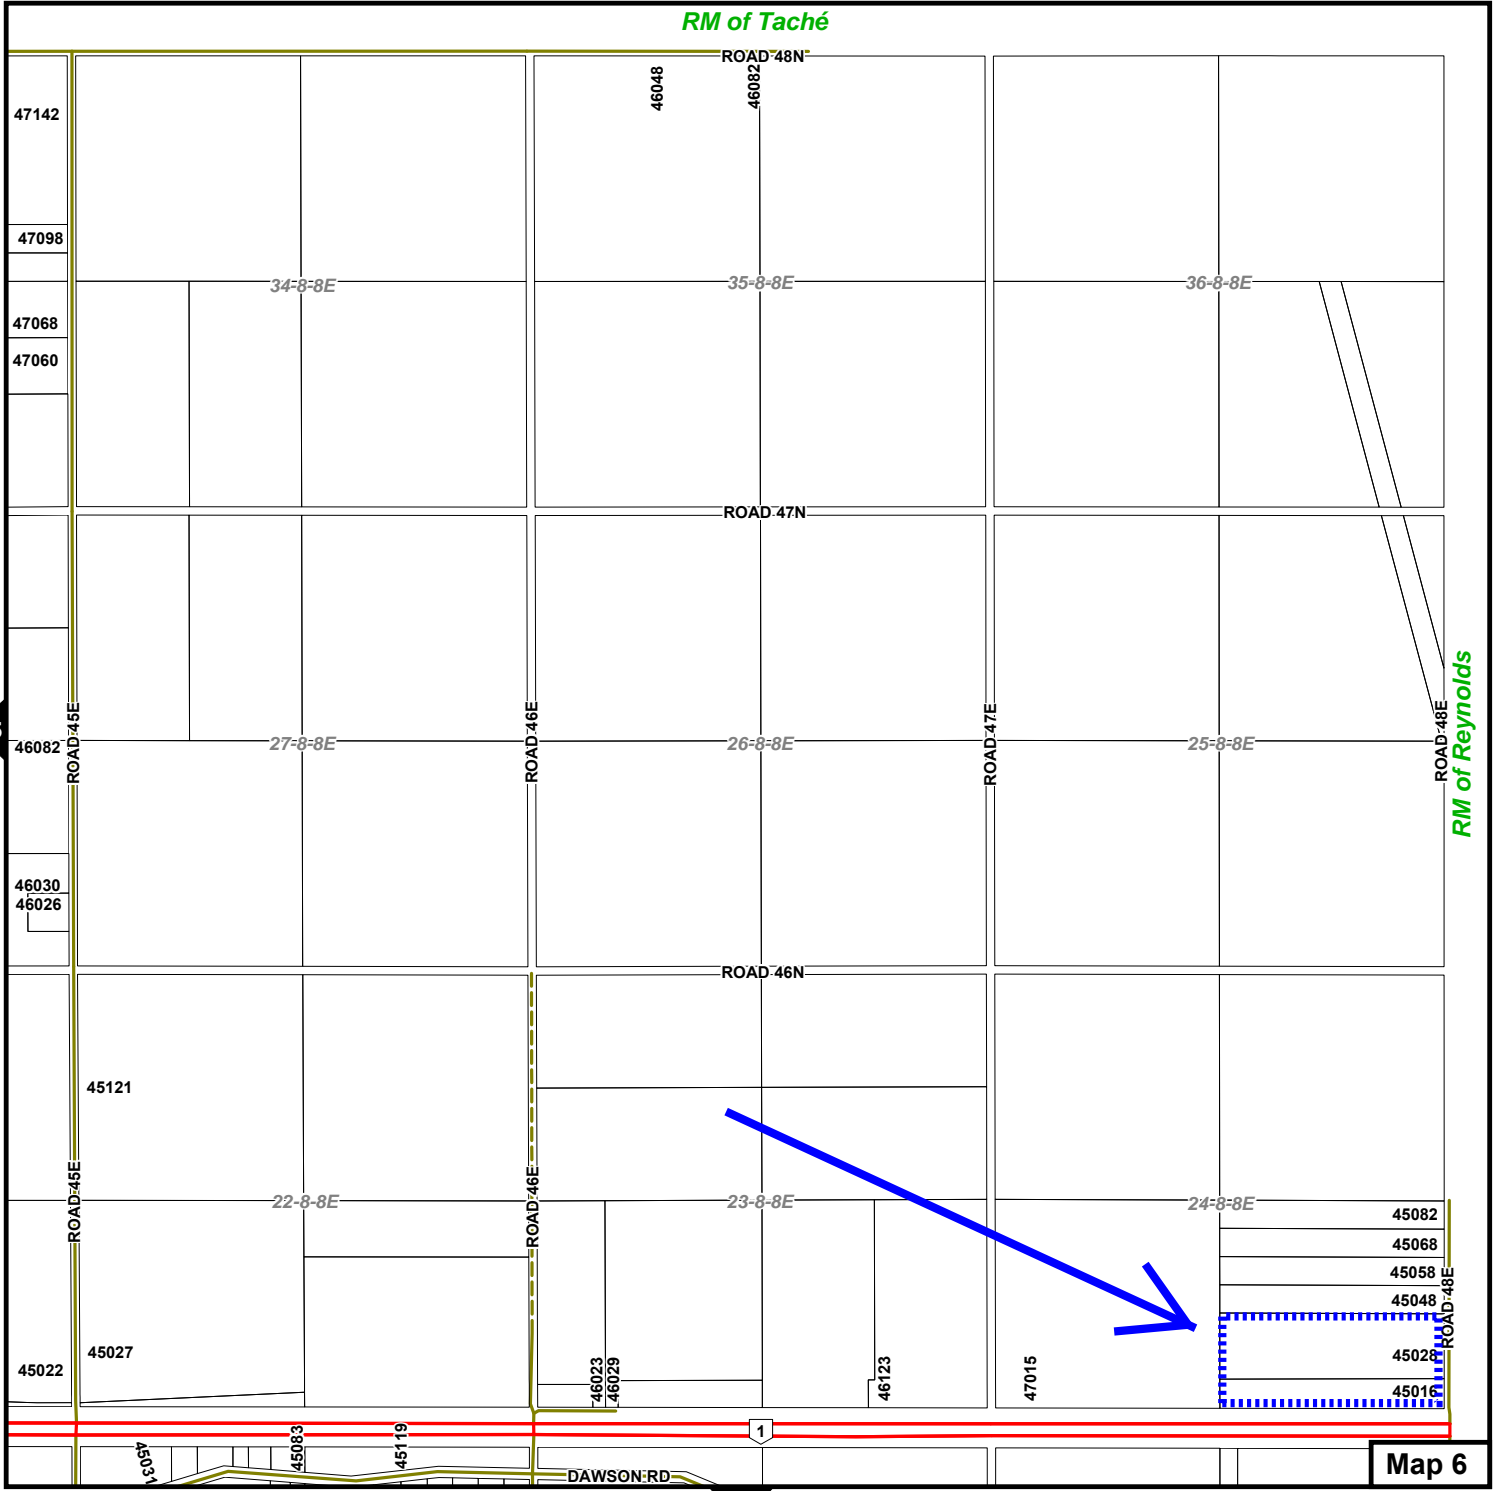 RM of Taché
ROAD 48N
46048
46082
47142
47098
34-8-8E
35-8-8E
36-8-8E
47068
47060
ROAD 47N
RM of Reynolds
ROAD 45E
ROAD 46E
ROAD 47E
ROAD 48E
46082
27-8-8E
26-8-8E
25-8-8E
46030
46026
ROAD 46N
45121
ROAD 45E
ROAD 46E
22-8-8E
23-8-8E
24-8-8E
45082
45068
45058
45048
ROAD 48E
45028
45016
45022
45027
46023
46029
46123
47015
1
45031
45083
45119
DAWSON RD
Map 6